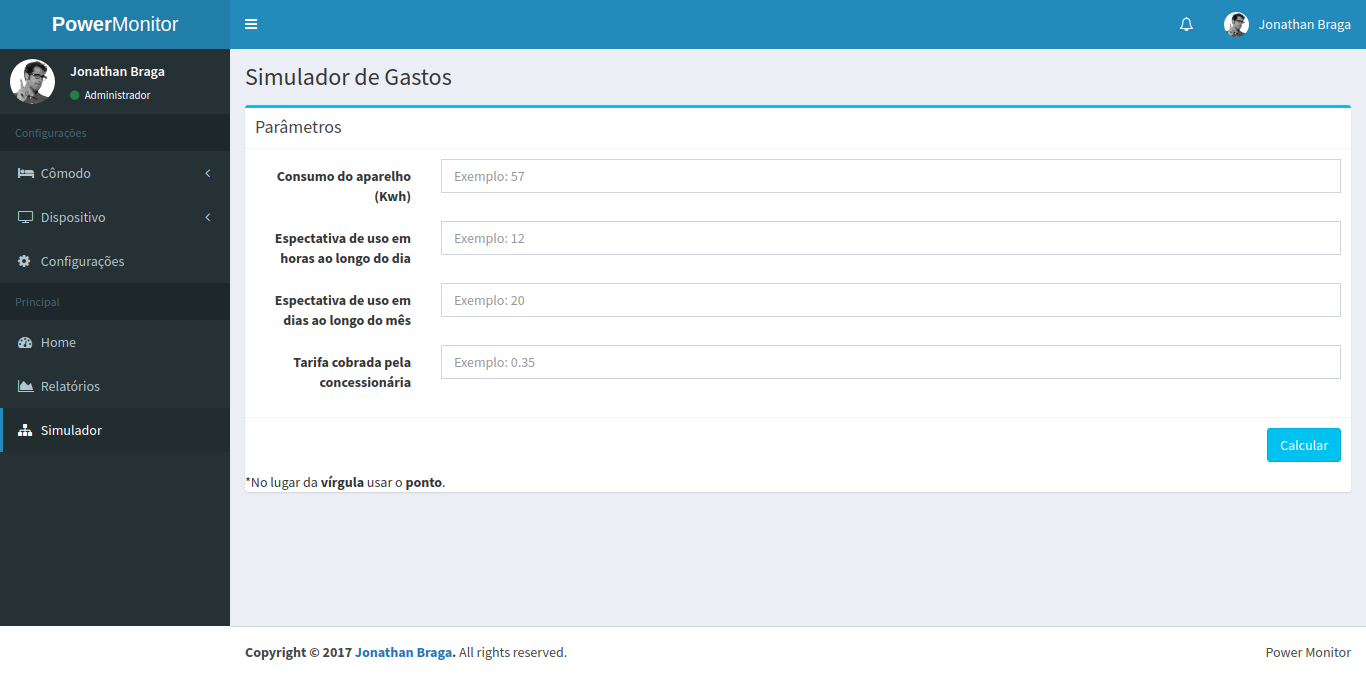 PowerMonitor
Jonathan Braga
Jonathan Braga
Administrador
Configurações
Cômodo
Dispositivo
Configurações
Principal
Home
Relatórios
Simulador
Simulador de Gastos
Parâmetros
Consumo do aparelho
(Kwh)
Exemplo: 57
Espectativa de uso em
horas ao longo do dia
Exemplo: 12
Espectativa de uso em
dias ao longo do mês
Exemplo: 20
Tarifa cobrada pela
concessionária
Exemplo: 0.35
Calcular
*No lugar da vírgula usar o ponto.
Copyright © 2017 Jonathan Braga. All rights reserved.
Power Monitor